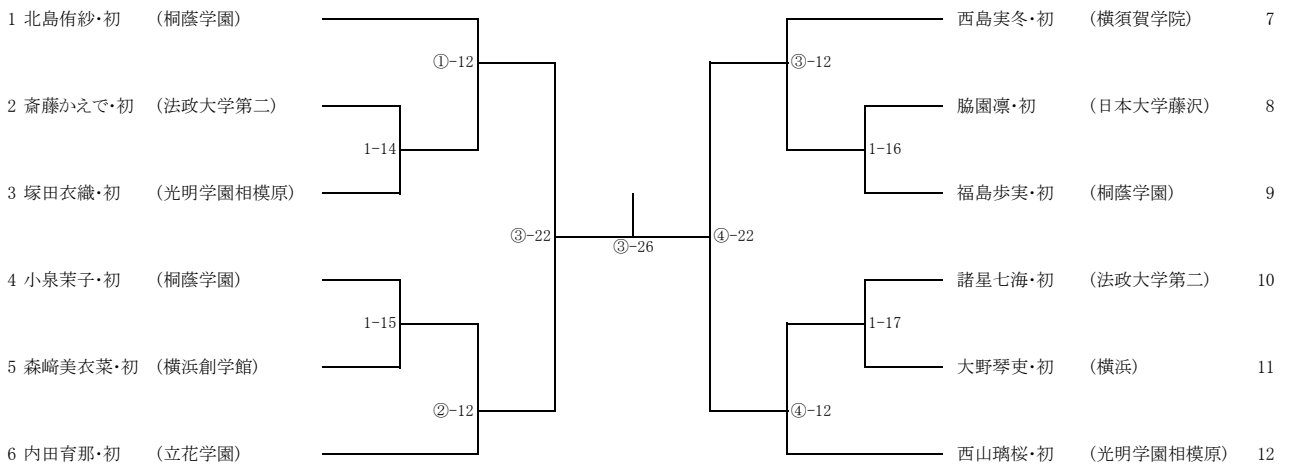 1 北島侑紗・初 (桐蔭学園)
西島実冬・初 (横須賀学院) 7
①-12
③-12
2 斎藤かえで・初 (法政大学第二)
脇園凛・初 (日本大学藤沢) 8
1-14
1-16
3 塚田衣織・初 (光明学園相模原)
福島歩実・初 (桐蔭学園) 9
③-22
③-26
④-22
4 小泉茉子・初 (桐蔭学園)
諸星七海・初 (法政大学第二) 10
1-15
1-17
5 森﨑美衣菜・初 (横浜創学館)
大野琴吏・初 (横浜) 11
②-12
④-12
6 内田育那・初 (立花学園)
西山璃桜・初 (光明学園相模原) 12